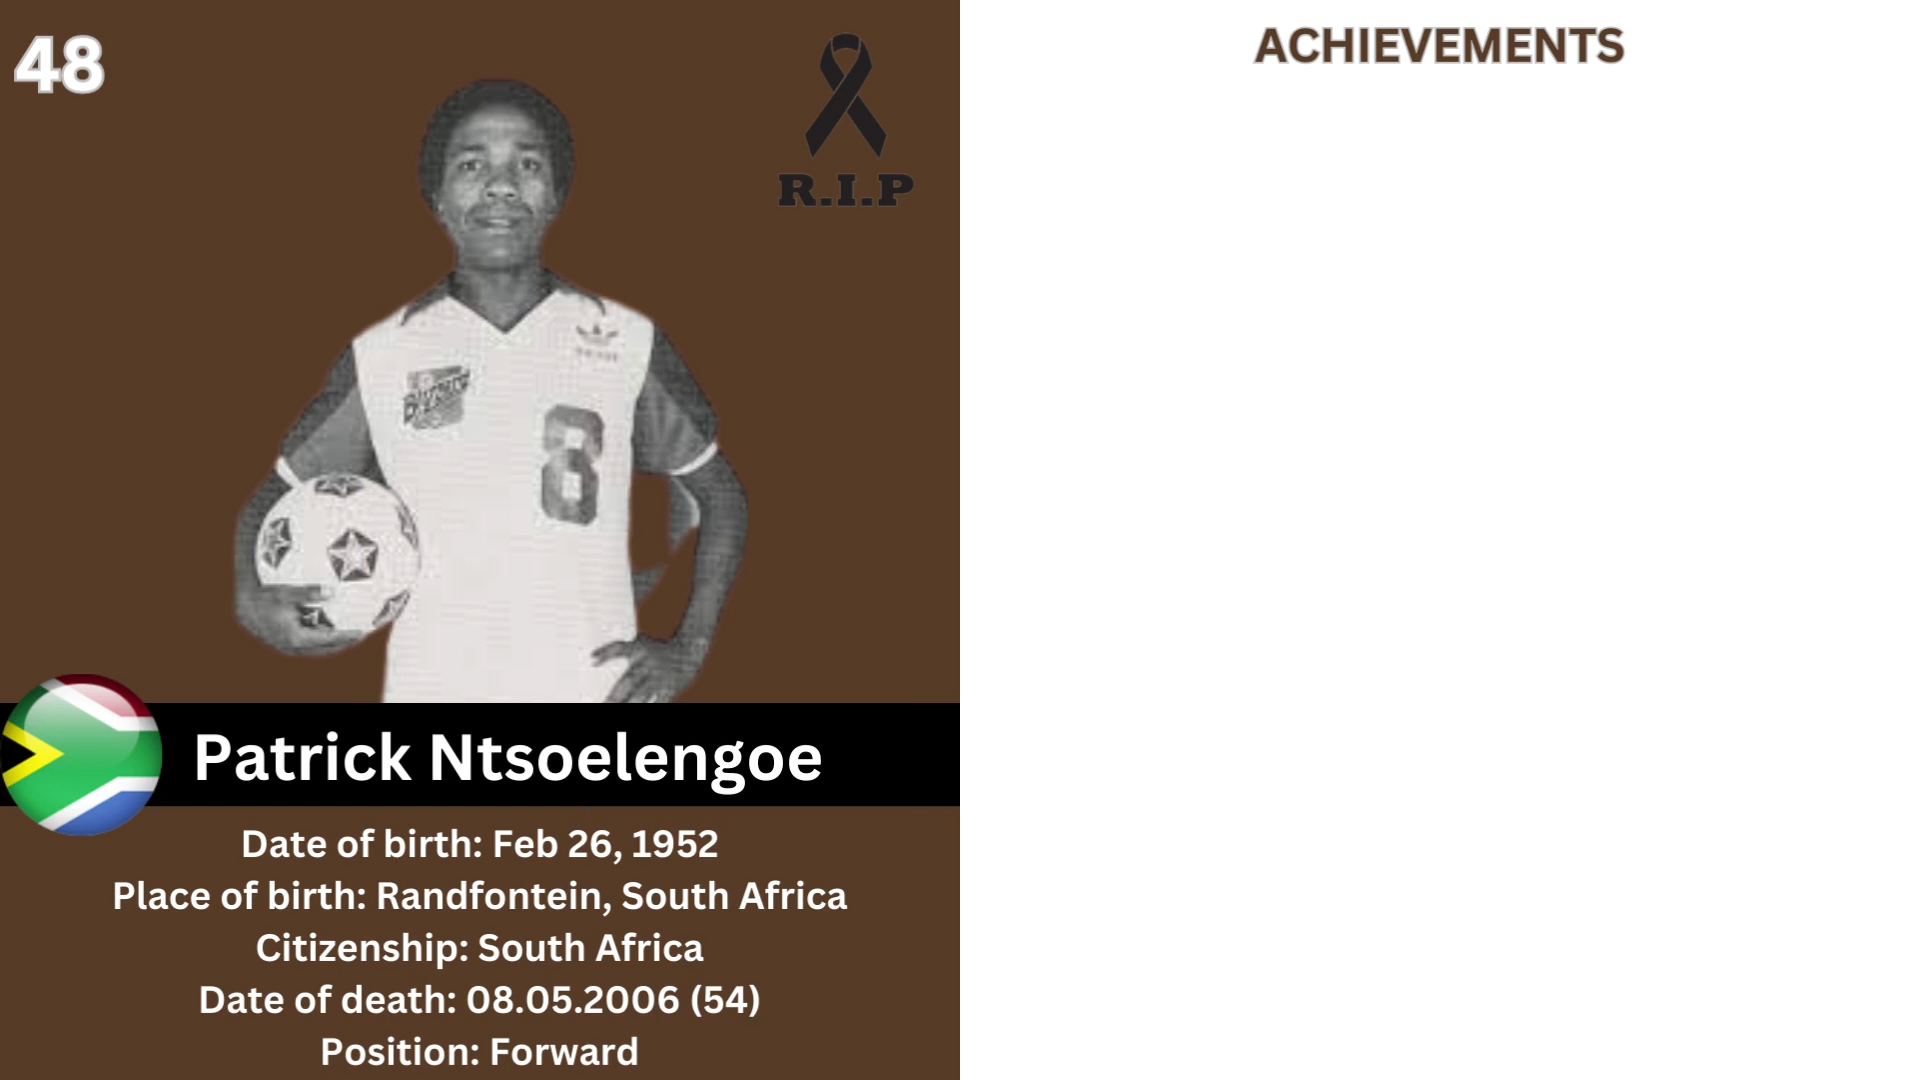 48
R.I.P
8
Patrick Ntsoelengoe
Date of birth: Feb 26, 1952
Place of birth: Randfontein, South Africa
Citizenship: South Africa
Date of death: 08.05.2006 (54)
Position: Forward
ACHIEVEMENTS